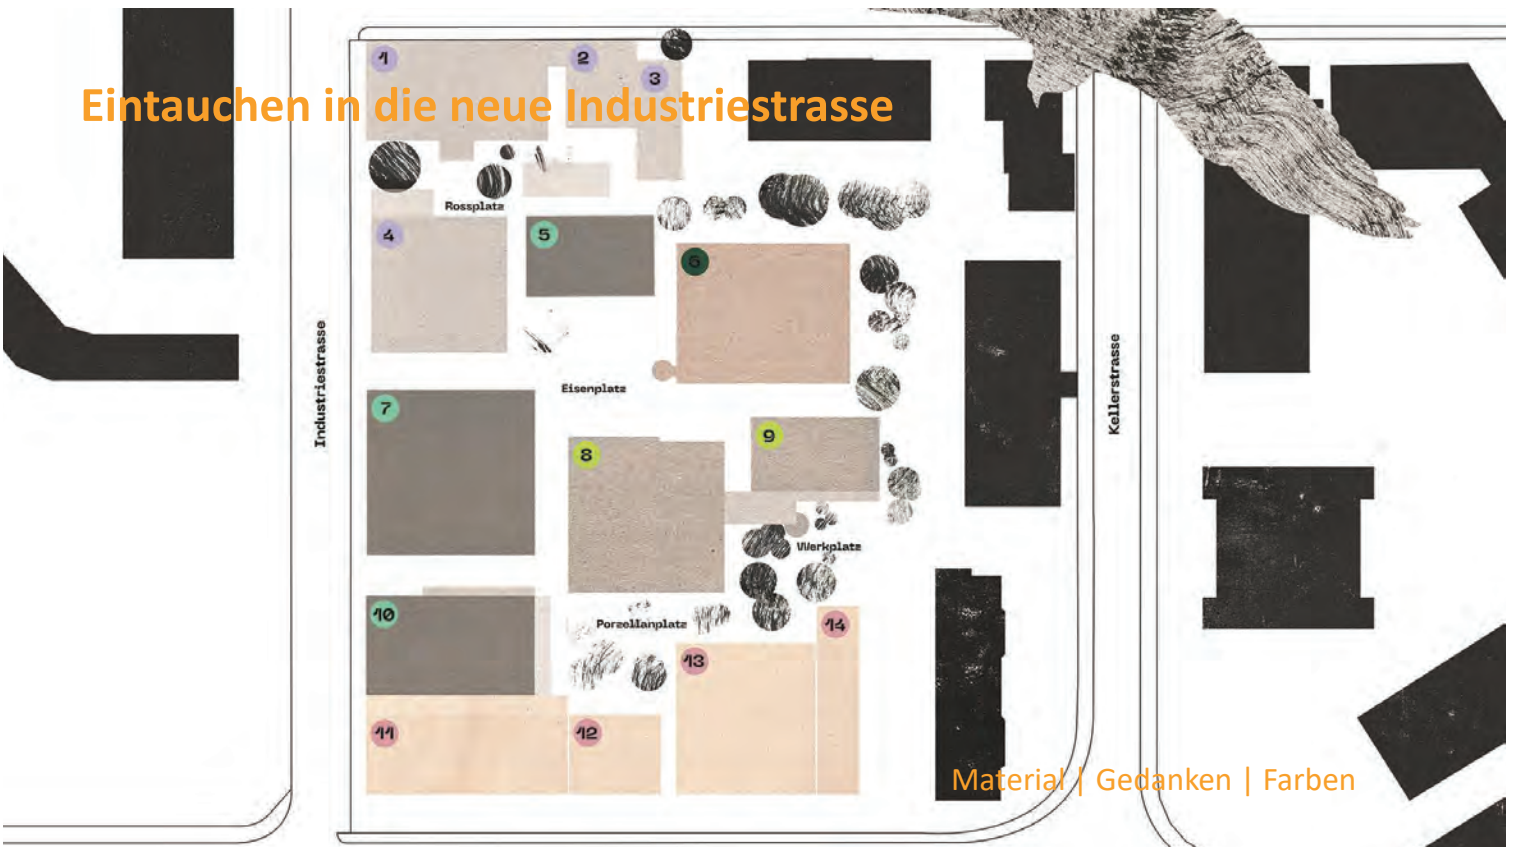 1
2
3
Eintauchen in die neue Industriestrasse
Rossplatz
4
5
6
Industriestrasse
Kellerstrasse
Eisenplatz
7
8
9
Werkplatz
10
Porzellanplatz
14
13
11
12
Material | Gedanken | Farben